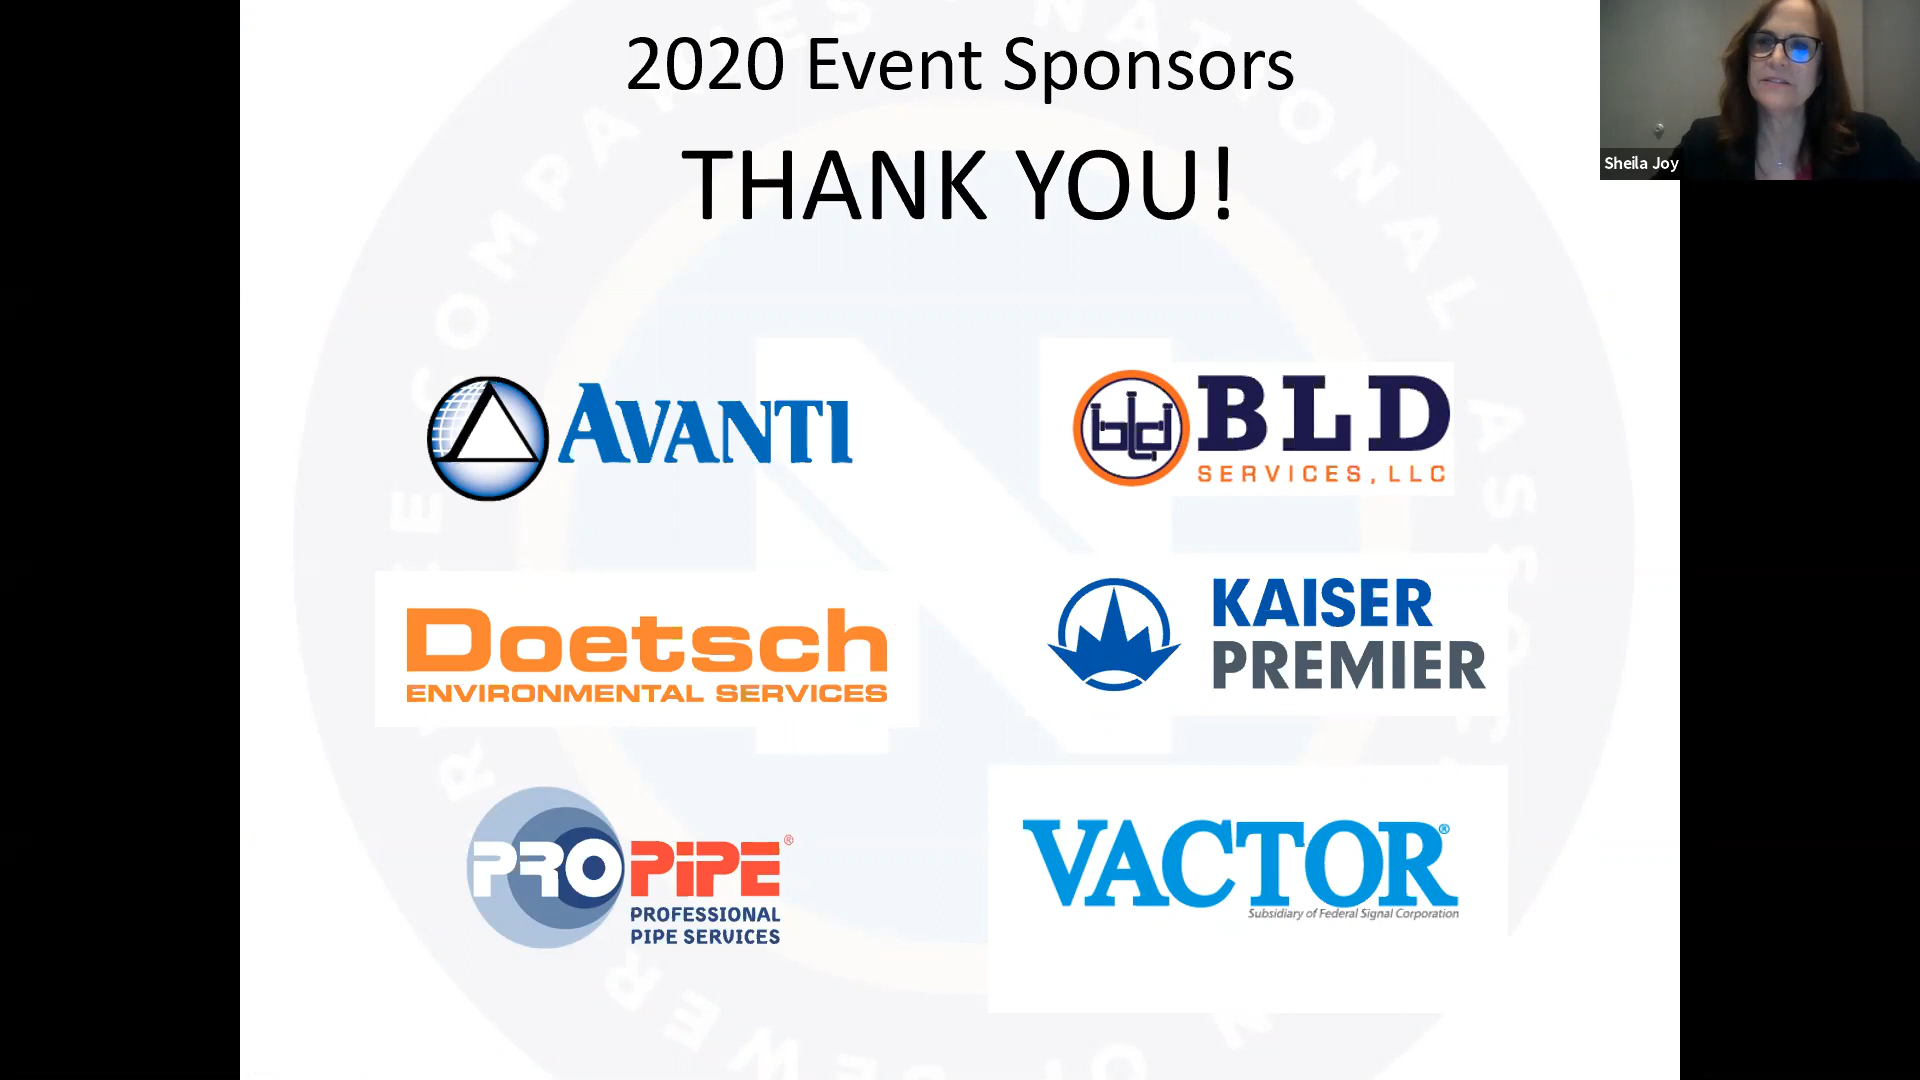 2020 Event Sponsors
THANK YOU!
Sheila Joy
AVANTI
bld
BLD
SERVICES, LLC
Doetsch
ENVIRONMENTAL SERVICES
KAISER
PREMIER
PROPIPE®
PROFESSIONAL
PIPE SERVICES
VACTOR®
Subsidiary of Federal Signal Corporation